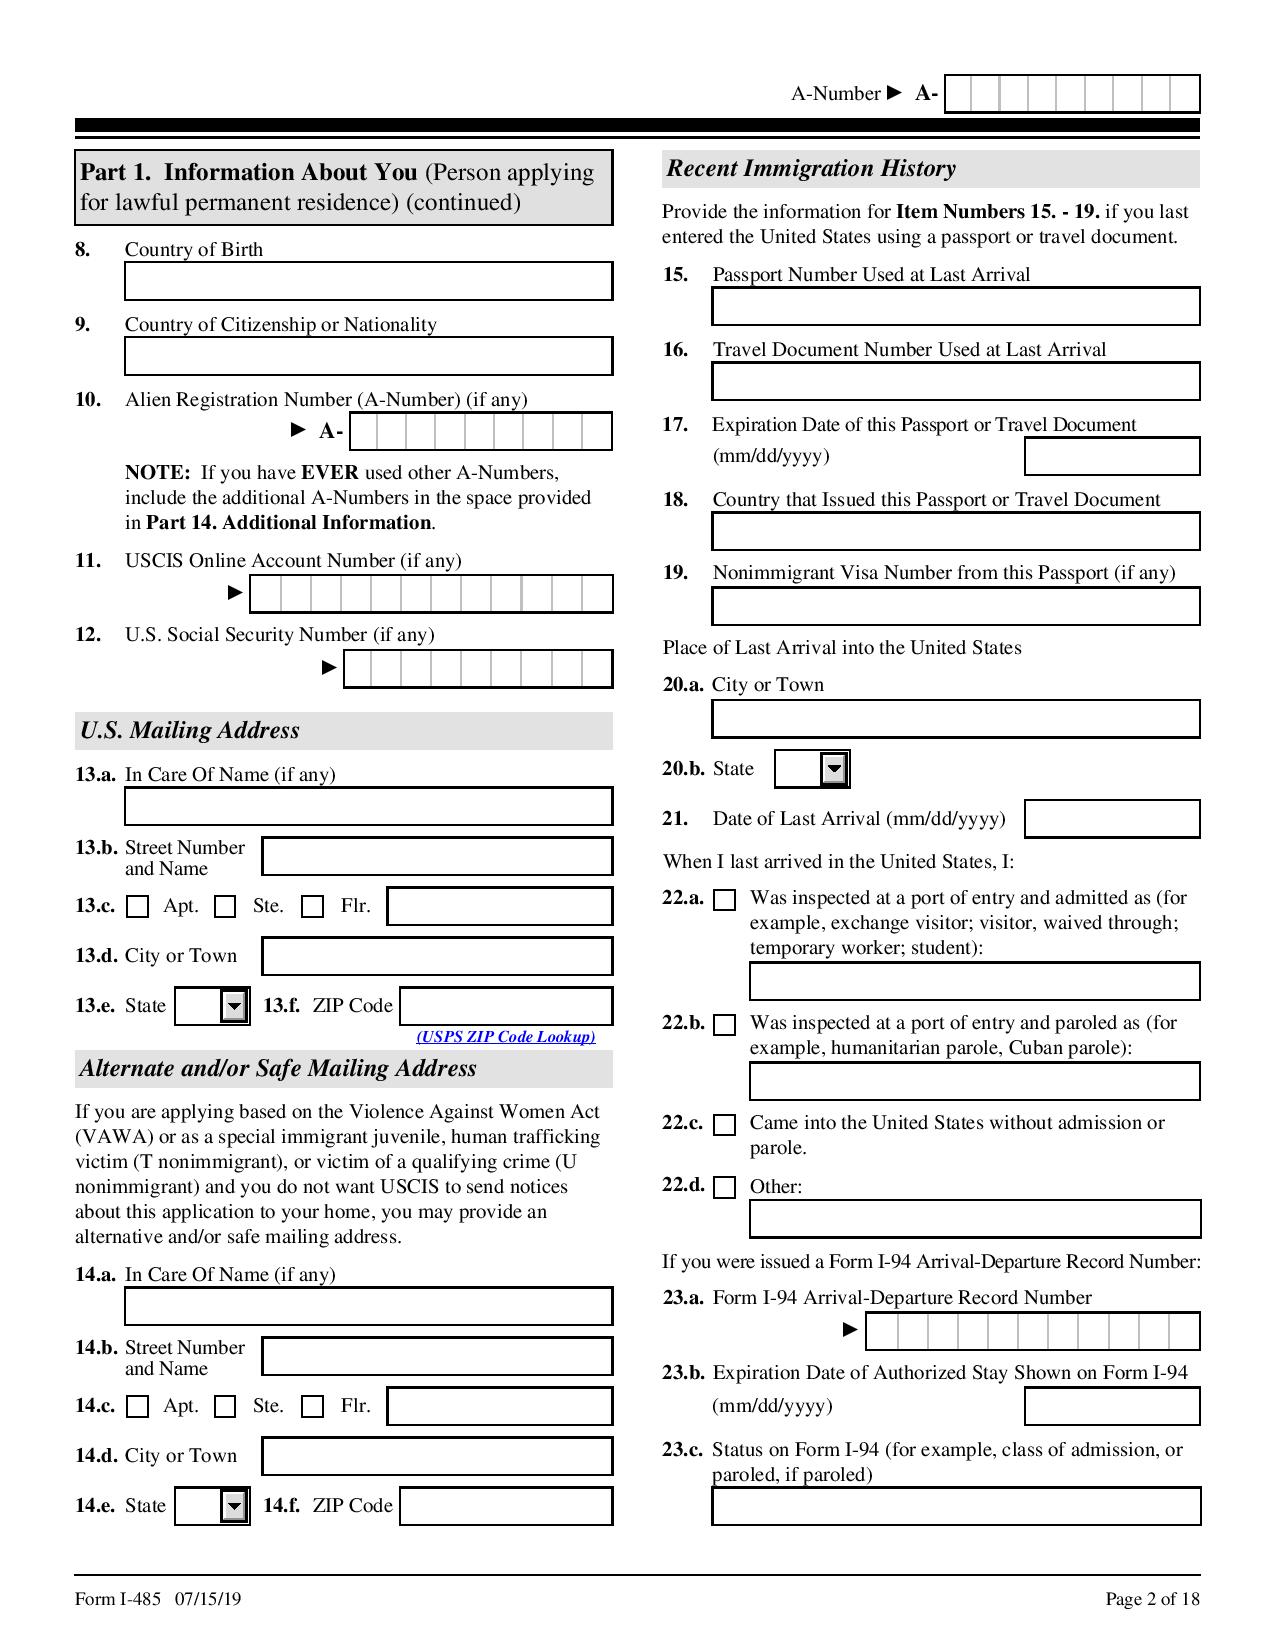 A-Number ► A-
Part 1. Information About You (Person applying
for lawful permanent residence) (continued)
8. Country of Birth
9. Country of Citizenship or Nationality
10. Alien Registration Number (A-Number) (if any)
► A-
NOTE: If you have EVER used other A-Numbers,
include the additional A-Numbers in the space provided
in Part 14. Additional Information.
11. USCIS Online Account Number (if any)
►
12. U.S. Social Security Number (if any)
►
U.S. Mailing Address
13.a. In Care Of Name (if any)
13.b. Street Number
and Name
13.c. Apt. Ste. Flr.
13.d. City or Town
13.e. State 13.f. ZIP Code
(USPS ZIP Code Lookup)
Alternate and/or Safe Mailing Address
If you are applying based on the Violence Against Women Act
(VAWA) or as a special immigrant juvenile, human trafficking
victim (T nonimmigrant), or victim of a qualifying crime (U
nonimmigrant) and you do not want USCIS to send notices
about this application to your home, you may provide an
alternative and/or safe mailing address.
14.a. In Care Of Name (if any)
14.b. Street Number
and Name
14.c. Apt. Ste. Flr.
14.d. City or Town
14.e. State 14.f. ZIP Code
Recent Immigration History
Provide the information for Item Numbers 15. - 19. if you last
entered the United States using a passport or travel document.
15. Passport Number Used at Last Arrival
16. Travel Document Number Used at Last Arrival
17. Expiration Date of this Passport or Travel Document
(mm/dd/yyyy)
18. Country that Issued this Passport or Travel Document
19. Nonimmigrant Visa Number from this Passport (if any)
Place of Last Arrival into the United States
20.a. City or Town
20.b. State
21. Date of Last Arrival (mm/dd/yyyy)
When I last arrived in the United States, I:
22.a. Was inspected at a port of entry and admitted as (for
example, exchange visitor; visitor, waived through;
temporary worker; student):
22.b. Was inspected at a port of entry and paroled as (for
example, humanitarian parole, Cuban parole):
22.c. Came into the United States without admission or
parole.
22.d. Other:
If you were issued a Form I-94 Arrival-Departure Record Number:
23.a. Form I-94 Arrival-Departure Record Number
►
23.b. Expiration Date of Authorized Stay Shown on Form I-94
(mm/dd/yyyy)
23.c. Status on Form I-94 (for example, class of admission, or
paroled, if paroled)
Form I-485 07/15/19
Page 2 of 18